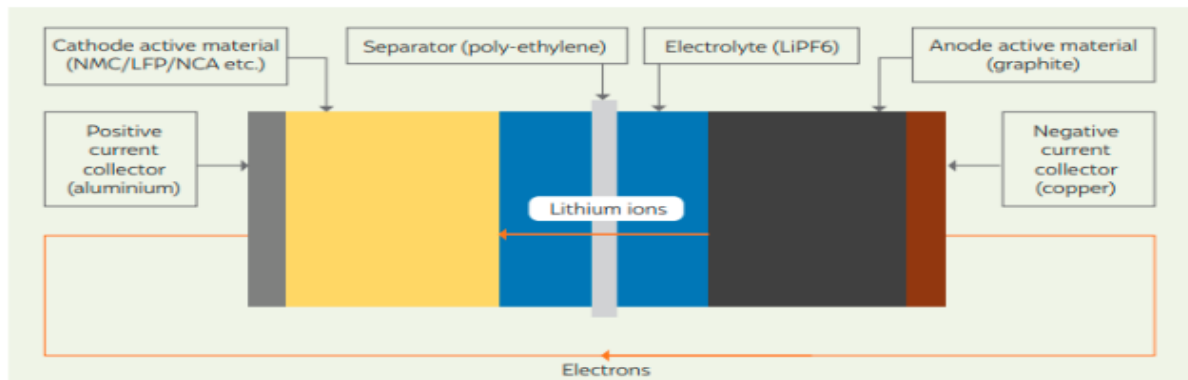 Cathode active material
(NMC/LFP/NCA etc.)
Separator (poly-ethylene)
Electrolyte (LiPF6)
Anode active material
(graphite)
Positive
current
collector
(aluminium)
Negative
current
collector
(copper)
Lithium ions
Electrons